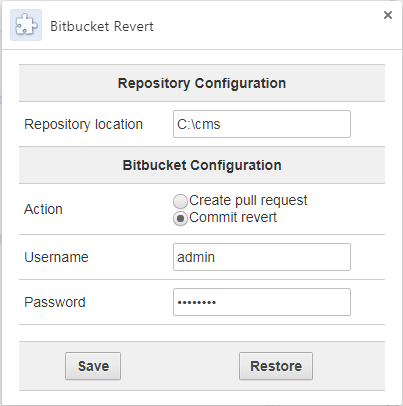 Bitbucket Revert
Repository Configuration
Repository location C:\cms
Bitbucket Configuration
Action
Create pull request
Commit revert
Username admin
Password ••••••••
Save Restore